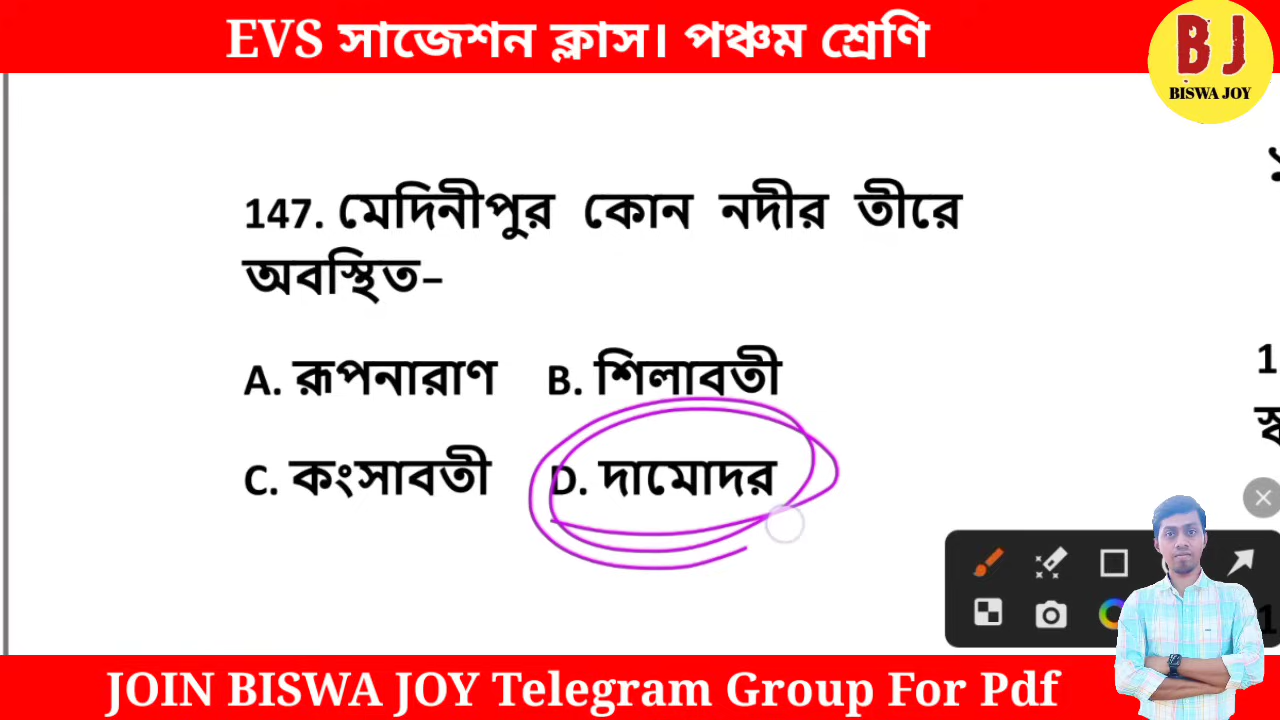 EVS সাজেশন ক্লাস। পঞ্চম শ্রেণি
BJ
BISWA JOY
147. মেদিনীপুর কোন নদীর তীরে
অবস্থিত–
A. রূপনারাণ B. শিলাবতী
C. কংসাবতী D. দামোদর
JOIN BISWA JOY Telegram Group For Pdf